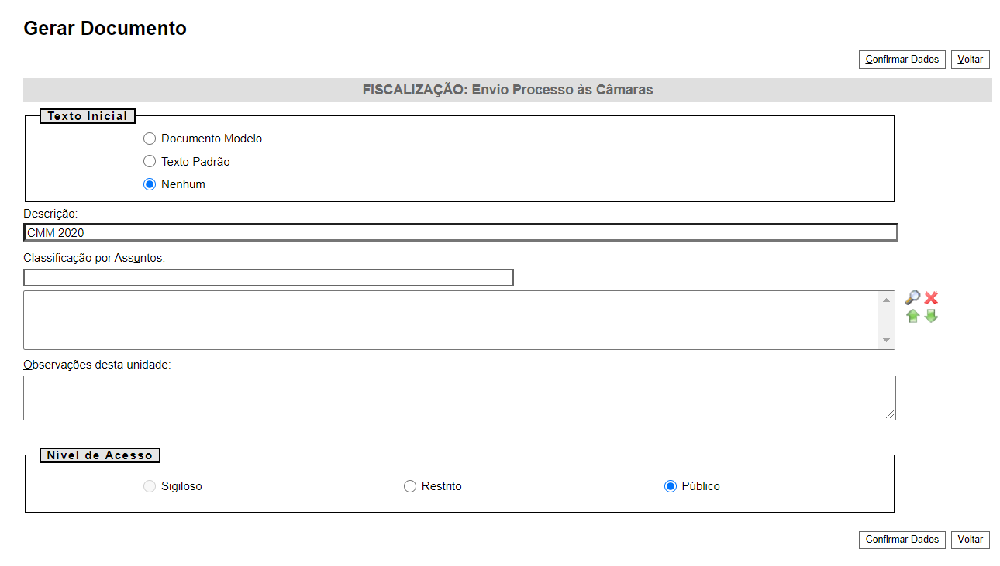 Gerar Documento
Confirmar Dados Voltar
FISCALIZAÇÃO: Envio Processo às Câmaras
Texto Inicial
Documento Modelo
Texto Padrão
Nenhum
Descrição:
CMM 2020
Classificação por Assuntos:
Observações desta unidade:
Nível de Acesso
Sigiloso Restrito Público
Confirmar Dados Voltar